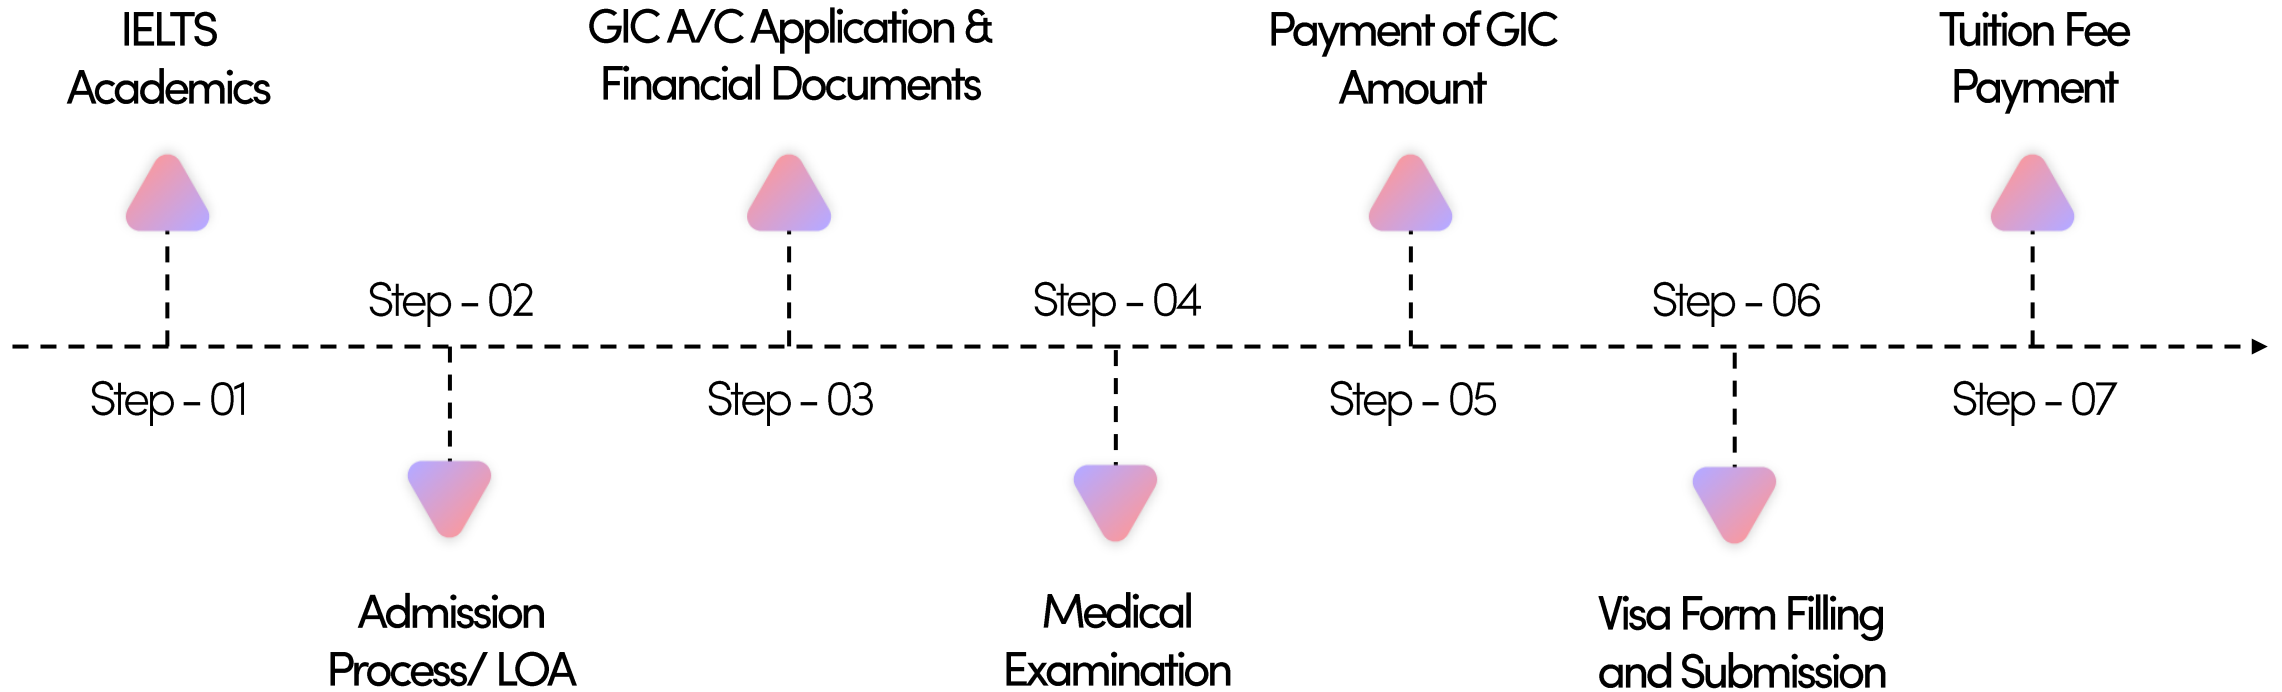 IELTS
Academics
Step - 01
Step - 02
Admission
Process/ LOA
GIC A/C Application &
Financial Documents
Step - 03
Step - 04
Medical
Examination
Payment of GIC
Amount
Step - 05
Step - 06
Visa Form Filling
and Submission
Tuition Fee
Payment
Step - 07